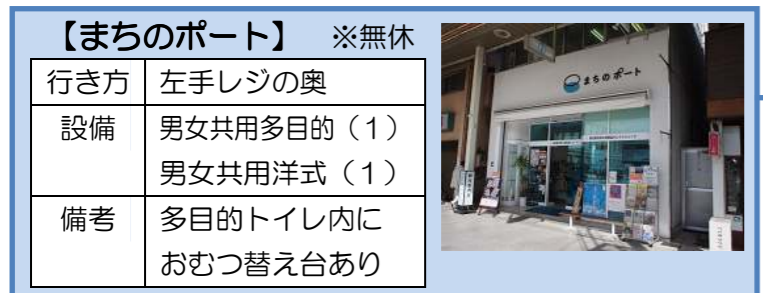 【まちのポート】 ※無休
行き方 左手レジの奥
設備 男女共用多目的（1）
男女共用洋式（1）
備考 多目的トイレ内に
おむつ替え台あり
まちのポート